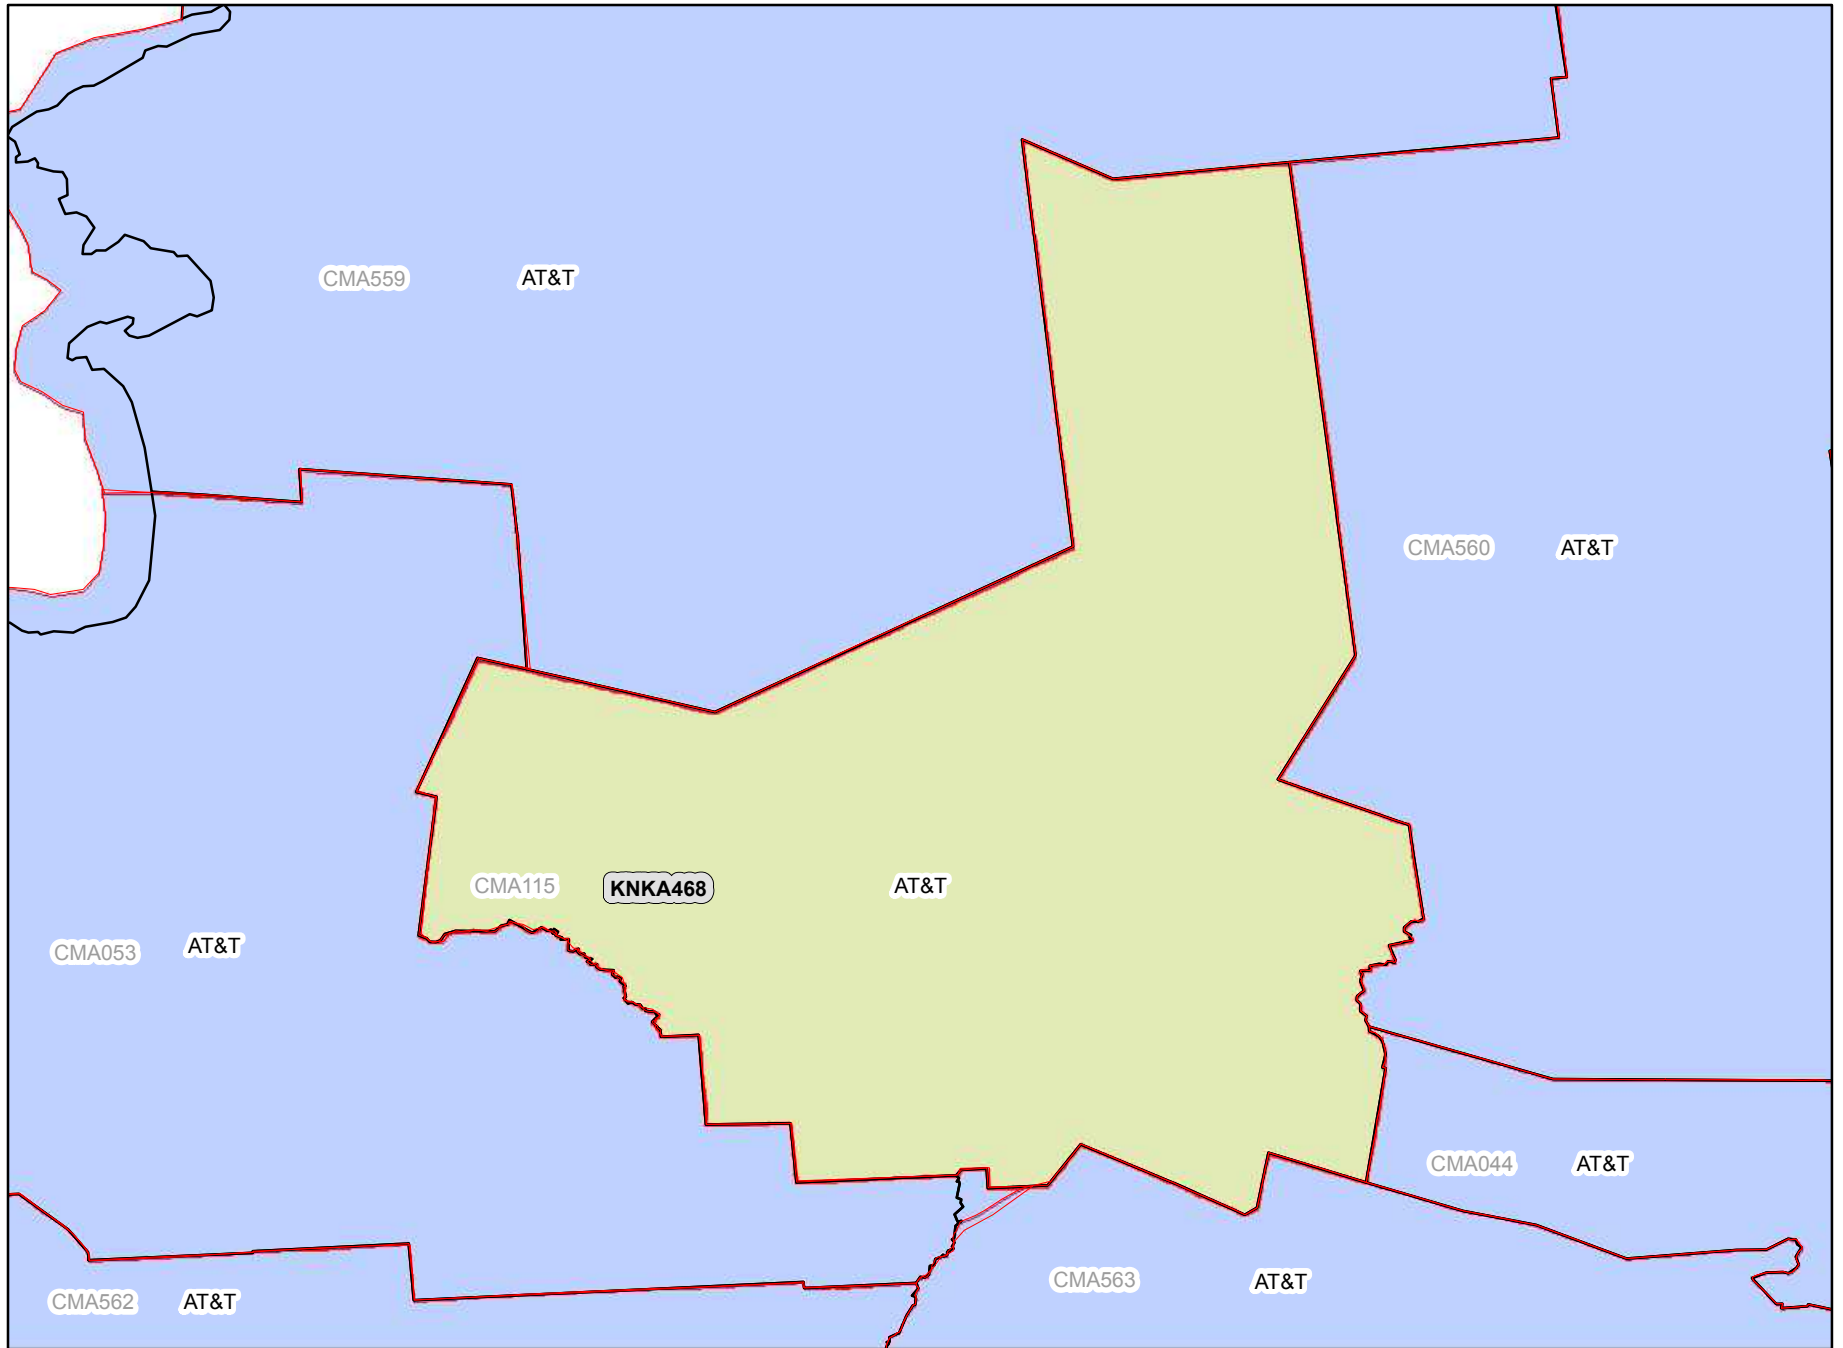 CMA559 AT&T
CMA560 AT&T
CMA115 KNKA468 AT&T
CMA053 AT&T
CMA044 AT&T
CMA563 AT&T
CMA562 AT&T